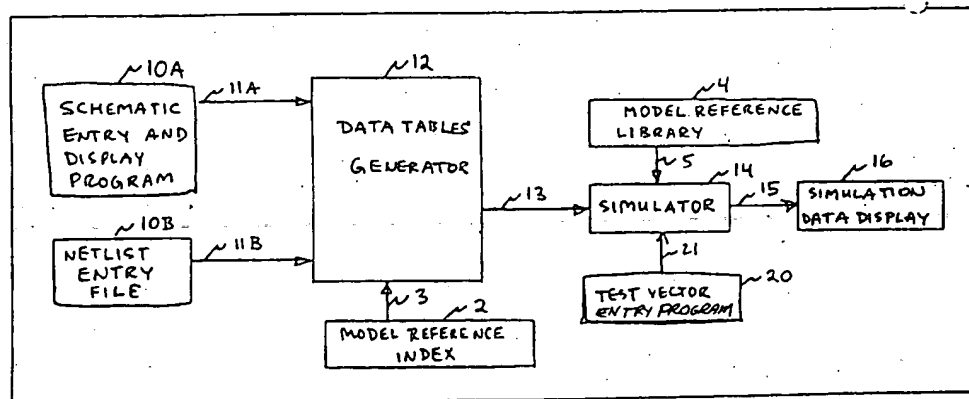 10A
SCHEMATIC
ENTRY AND
DISPLAY
PROGRAM
11A
10B
NETLIST
ENTRY
FILE
11B
12
DATA TABLES
GENERATOR
3
2
MODEL REFERENCE
INDEX
13
4
MODEL REFERENCE
LIBRARY
5
14
SIMULATOR
15
16
SIMULATION
DATA DISPLAY
21
20
TEST VECTOR
ENTRY PROGRAM